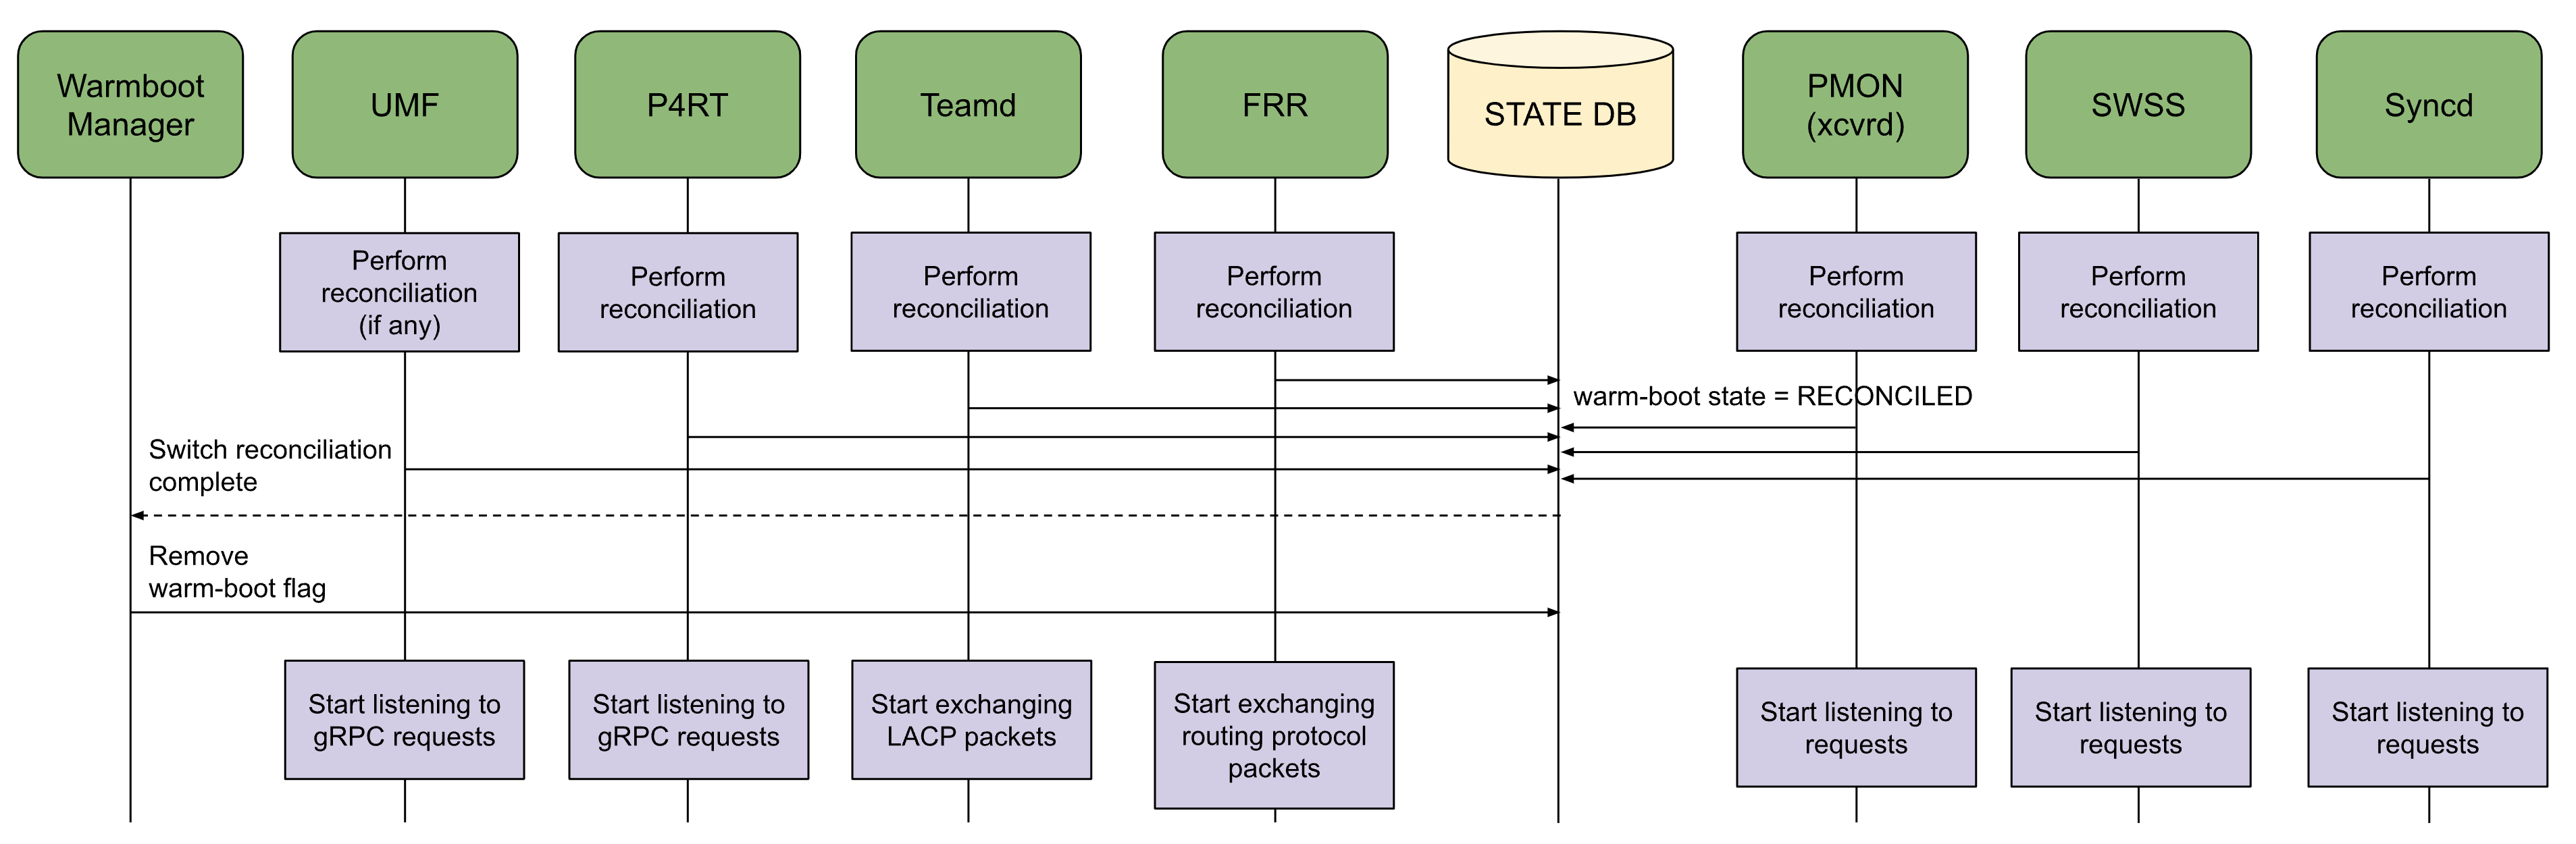 Warmboot
Manager
UMF
P4RT
Teamd
FRR
STATE DB
PMON
(xcvrd)
SWSS
Syncd
Perform
reconciliation
(if any)
Perform
reconciliation
Perform
reconciliation
Perform
reconciliation
Perform
reconciliation
Perform
reconciliation
Perform
reconciliation
warm-boot state = RECONCILED
Switch reconciliation
complete
Remove
warm-boot flag
Start listening to
gRPC requests
Start listening to
gRPC requests
Start exchanging
LACP packets
Start exchanging
routing protocol
packets
Start listening to
requests
Start listening to
requests
Start listening to
requests